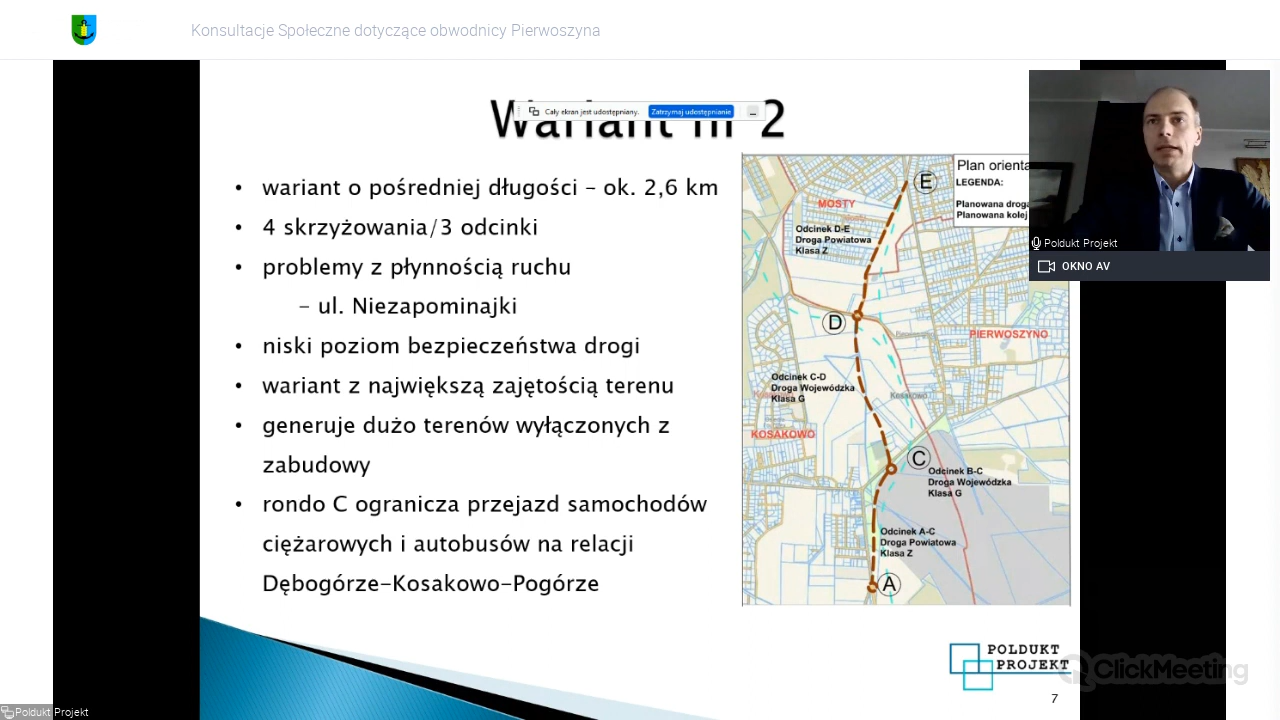 Konsultacje Społeczne dotyczące obwodnicy Pierwoszyna
Wariant nr 2
Cały ekran jest udostępniany.
Zatrzymaj udostępnianie
• wariant o pośredniej długości – ok. 2,6 km
• 4 skrzyżowania/3 odcinki
• problemy z płynnością ruchu
– ul. Niezapominajki
• niski poziom bezpieczeństwa drogi
• wariant z największą zajętością terenu
• generuje dużo terenów wyłączonych z
zabudowy
• rondo C ogranicza przejazd samochodów
ciężarowych i autobusów na relacji
Dębogórze-Kosakowo-Pogórze
Plan orienta
LEGENDA:
Planowana droga
Planowana kolej
E
MOSTY
Odcinek D-E
Droga Powiatowa
Klasa Z
D
PIERWOSZYNO
Odcinek C-D
Droga Wojewódzka
Klasa G
Kosakowo
KOSAKOWO
C
Odcinek B-C
Droga Wojewódzka
Klasa G
Odcinek A-C
Droga Powiatowa
Klasa Z
A
POLDUKT
PROJEKT
7
Poldukt Projekt
OKNO AV
ClickMeeting
Poldukt Projekt